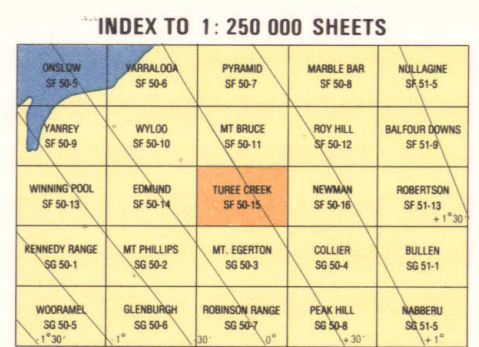 INDEX TO 1: 250 000 SHEETS
ONSLOW YARRALOOA PYRAMID MARBLE BAR NULLAGINE
SF 50-5 SF 50-6 SF 50-7 SF 50-8 SF 51-5
YANREY WYLOO MT BRUCE ROY HILL BALFOUR DOWNS
SF 50-9 SF 50-10 SF 50-11 SF 50-12 SF 51-9
WINNING POOL EDMUND TUREE CREEK NEWMAN ROBERTSON
SF 50-13 SF 50-14 SF 50-15 SF 50-16 SF 51-13
+1°30'
KENNEDY RANGE MT PHILLIPS MT. EGERTON COLLIER BULLEN
SG 50-1 SG 50-2 SG 50-3 SG 50-4 SG 51-1
WOORAMEL GLENBURGH ROBINSON RANGE PEAK HILL NABBERU
SG 50-5 SG 50-6 SG 50-7 SG 50-8 SG 51-5
-1°30' -1° -30' 0° +30' +1°